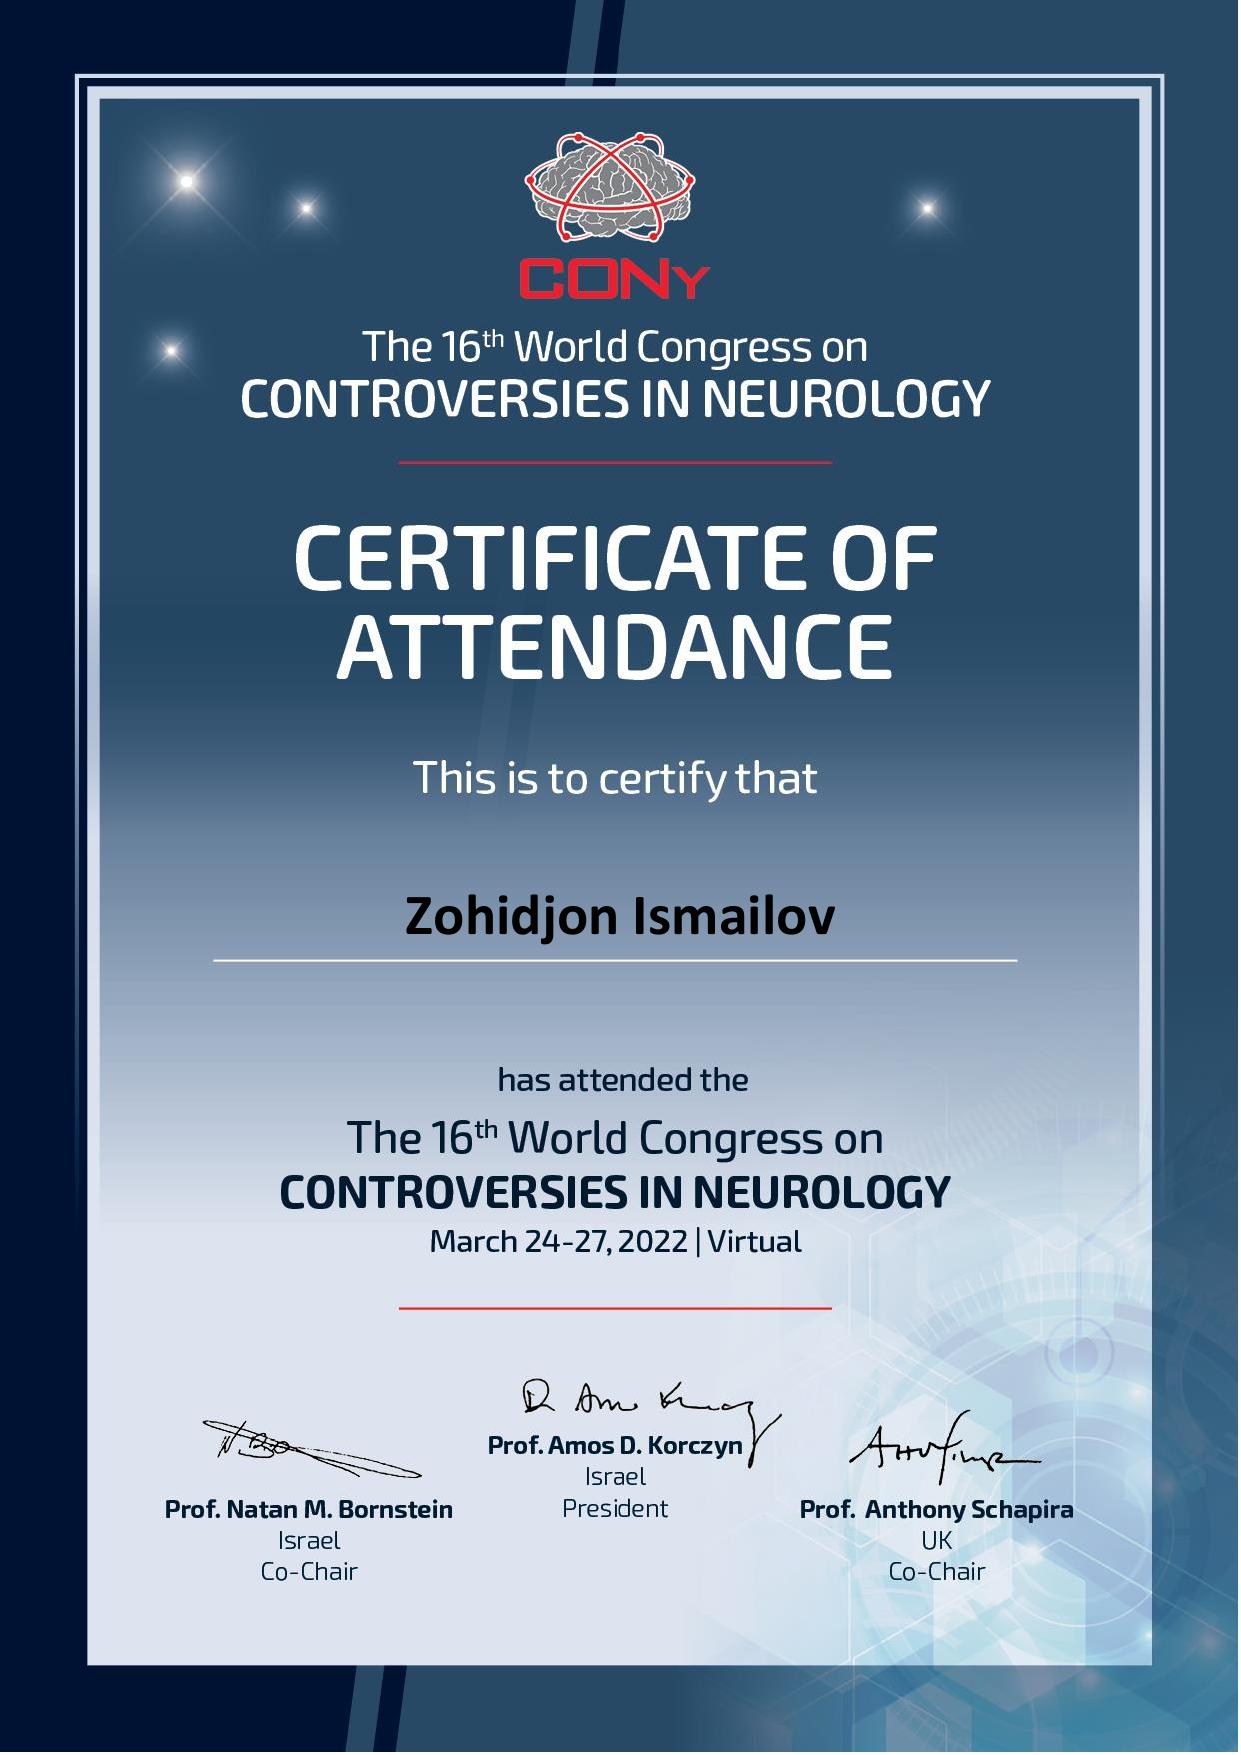 CONy
The 16th World Congress on
CONTROVERSIES IN NEUROLOGY
CERTIFICATE OF
ATTENDANCE
This is to certify that
Zohidjon Ismailov
has attended the
The 16th World Congress on
CONTROVERSIES IN NEUROLOGY
March 24-27, 2022 | Virtual
Prof. Amos D. Korczyn
Israel
President
Prof. Natan M. Bornstein
Israel
Co-Chair
Prof. Anthony Schapira
UK
Co-Chair